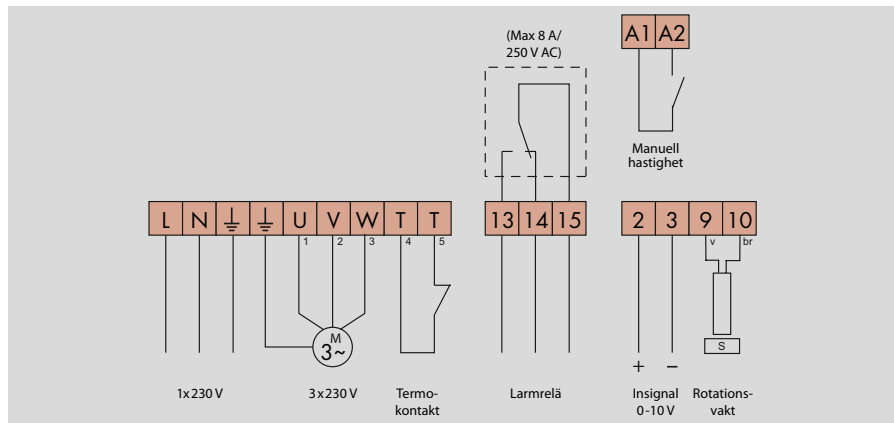 (Max 8 A/
250 V AC)
A1 A2
Manuell
hastighet
L N U V W T T
1 2 3 4 5
13 14 15
2 3 9 10
v br
M
3~
S
+ −
1x230 V
3x230 V
Termo-
kontakt
Larmrelä
Insignal
0-10 V
Rotations-
vakt